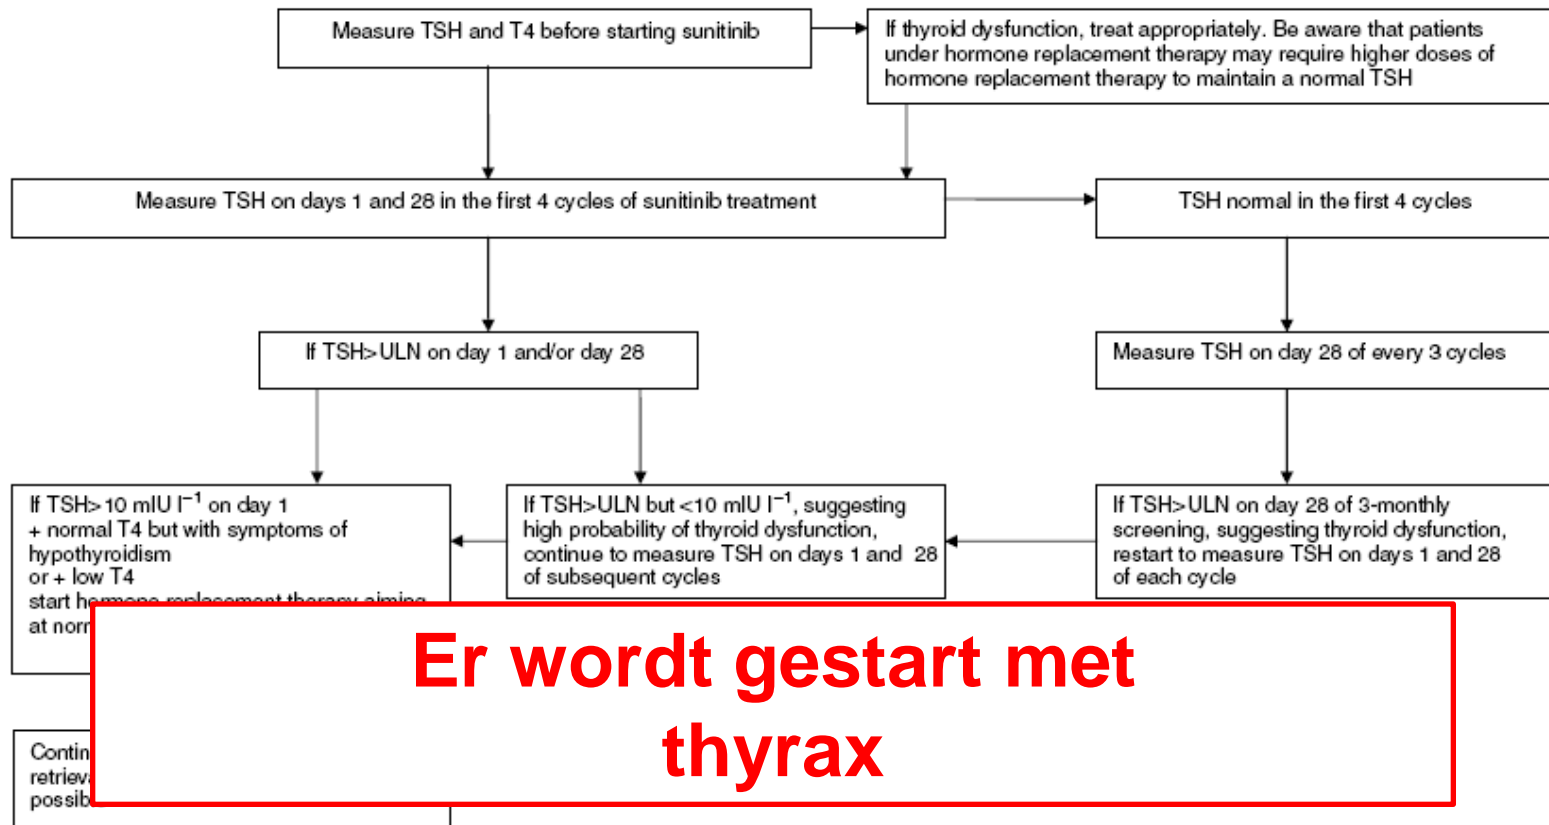 Measure TSH and T4 before starting sunitinib
If thyroid dysfunction, treat appropriately. Be aware that patients
under hormone replacement therapy may require higher doses of
hormone replacement therapy to maintain a normal TSH
Measure TSH on days 1 and 28 in the first 4 cycles of sunitinib treatment
TSH normal in the first 4 cycles
If TSH>ULN on day 1 and/or day 28
Measure TSH on day 28 of every 3 cycles
If TSH>10 mIU l⁻¹ on day 1
+ normal T4 but with symptoms of
hypothyroidism
or + low T4
start hormone replacement therapy aiming
at
If TSH>ULN but <10 mIU l⁻¹, suggesting
high probability of thyroid dysfunction,
continue to measure TSH on days 1 and 28
of subsequent cycles
If TSH>ULN on day 28 of 3-monthly
screening, suggesting thyroid dysfunction,
restart to measure TSH on days 1 and 28
of each cycle
Er wordt gestart met
thyrax